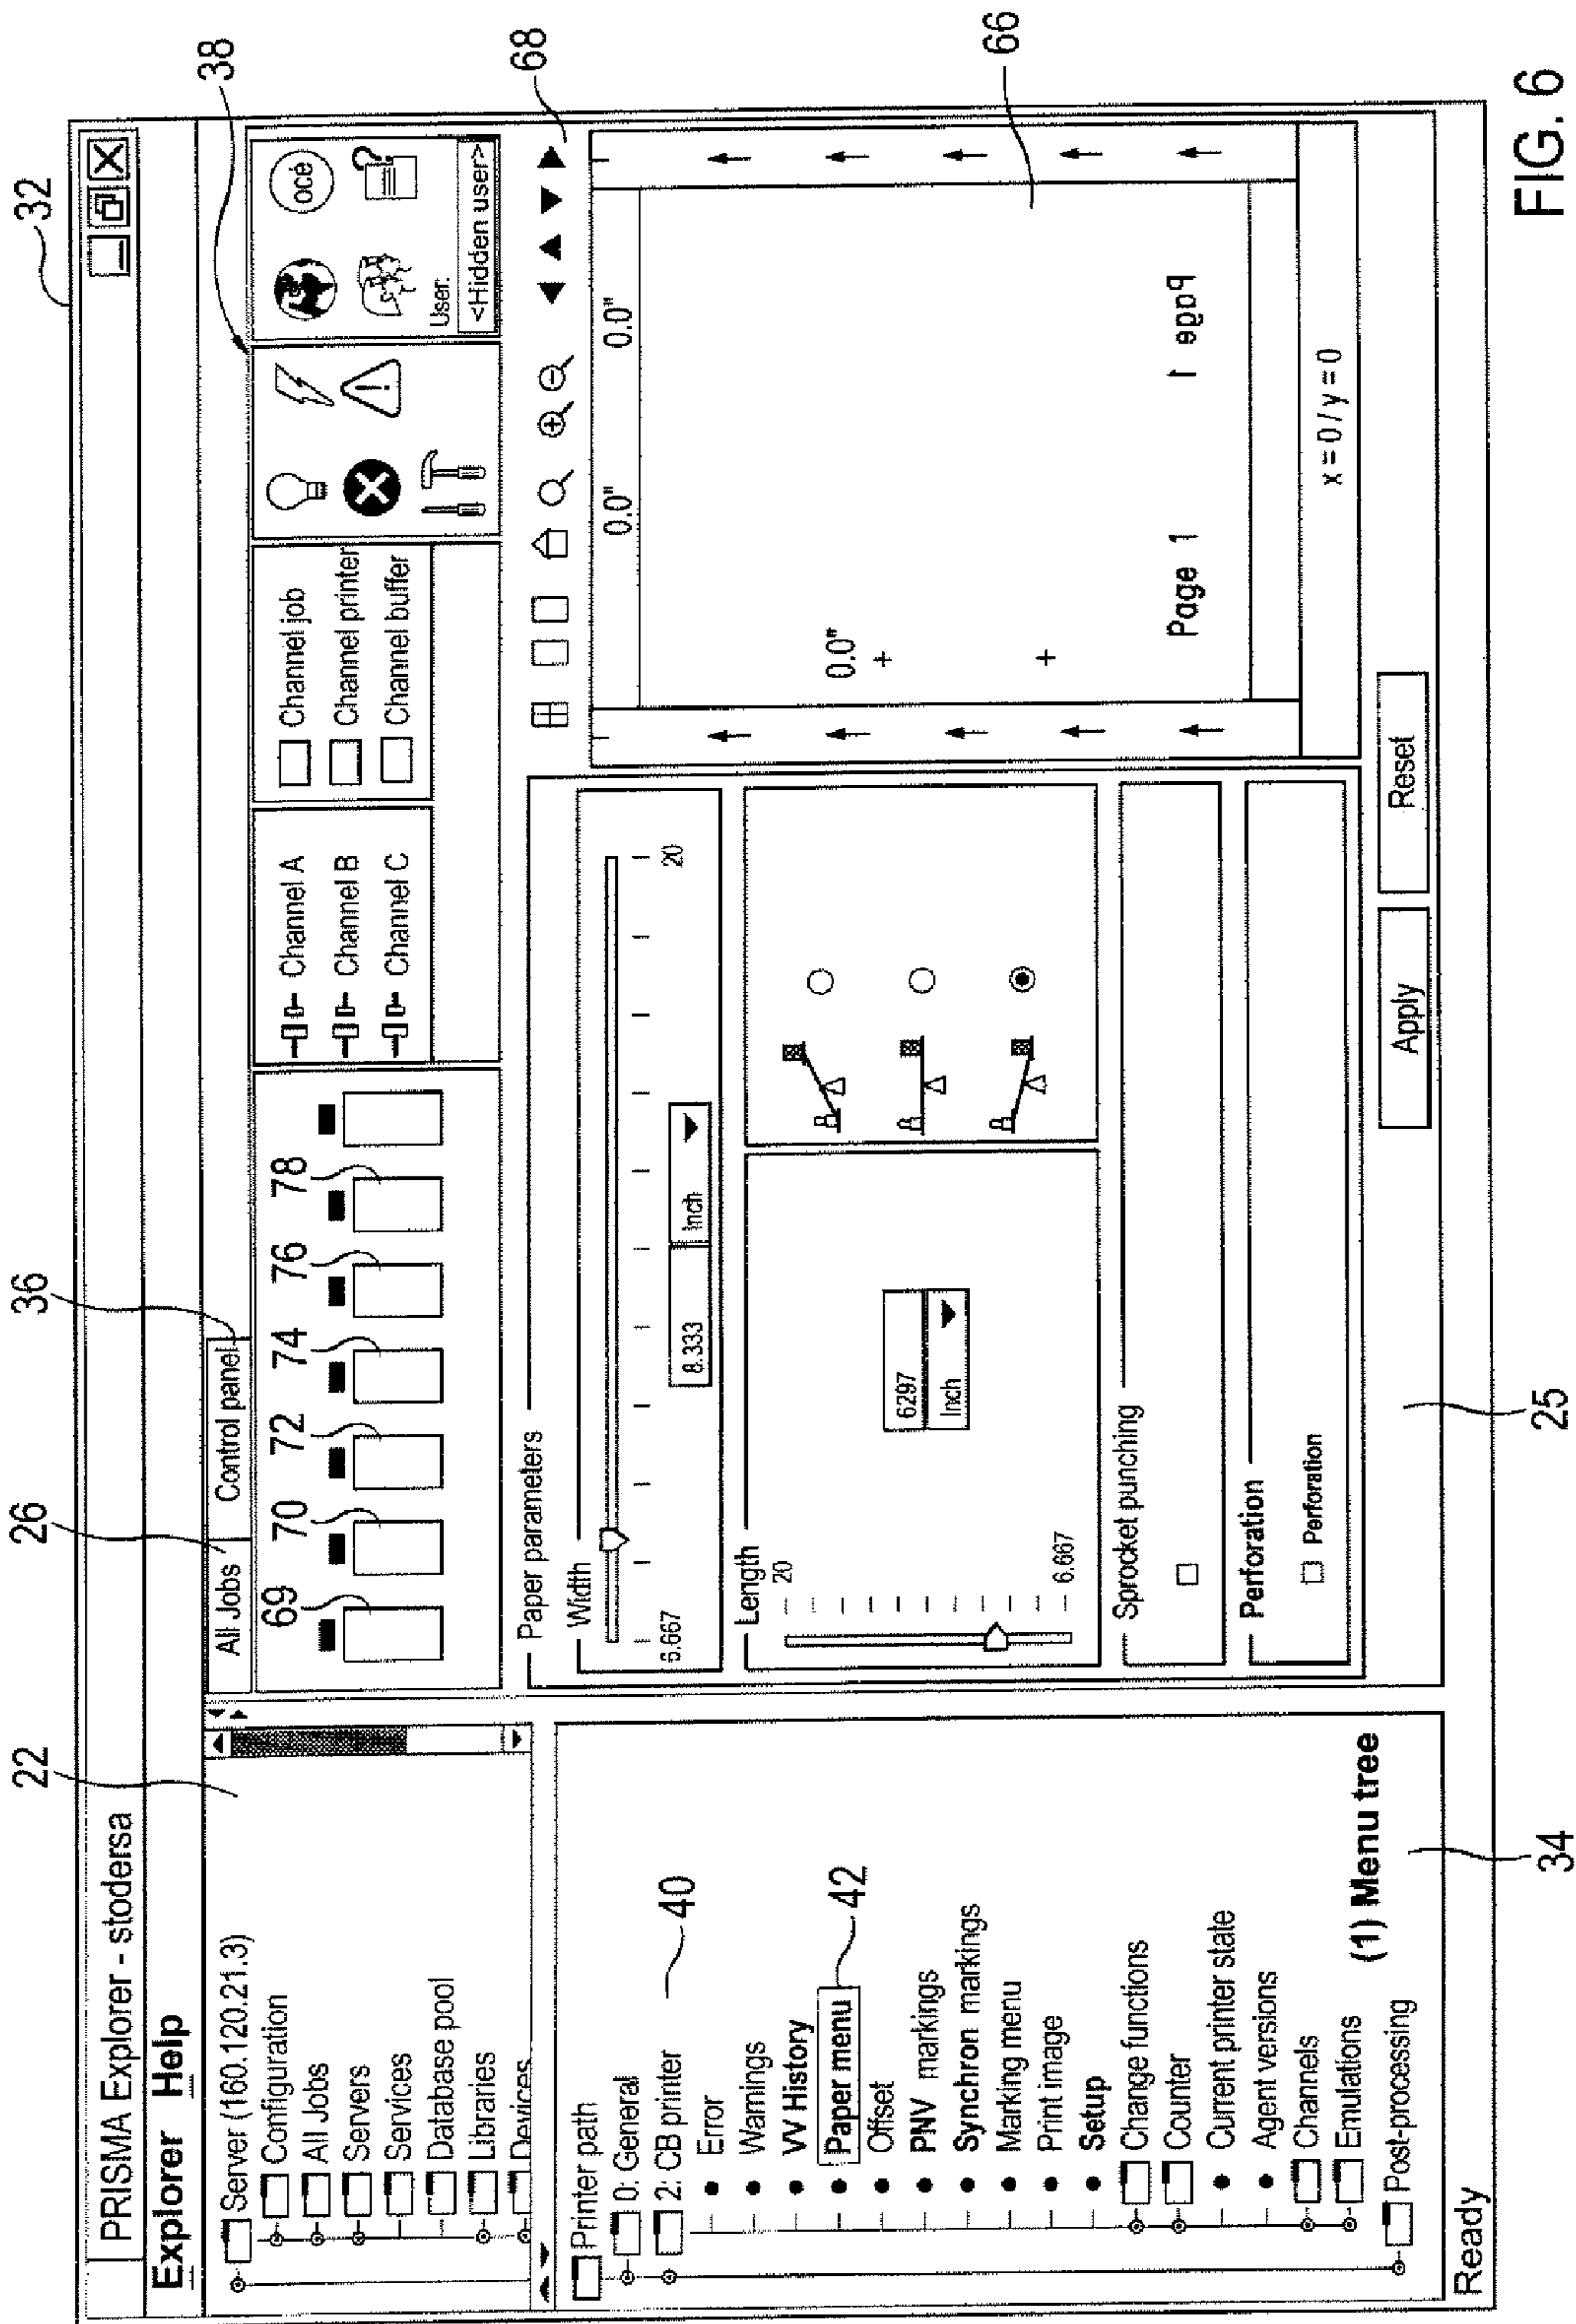 32
PRISMA Explorer - stodersa
Explorer Help
22
26
36
38
Server (160.120.21.3)
Configuration
All Jobs
Servers
Services
Database pool
Libraries
Devices
All Jobs
Control panel
69
70
72
74
76
78
Channel A
Channel B
Channel C
Channel job
Channel printer
Channel buffer
océ
User:
<Hidden user>
68
Printer path
0: General
2: CB printer
40
Error
Warnings
VV History
Paper menu
42
Offset
PNV markings
Synchron markings
Marking menu
Print image
Setup
Change functions
Counter
Current printer state
Agent versions
Channels
Emulations
Post-processing
(1) Menu tree
34
Ready
Paper parameters
Width
6.667
20
8.333
Inch
Length
20
6.667
6297
Inch
Sprocket punching
Perforation
Perforation
0.0"
0.0"
0.0"
Page 1
Page 1
x = 0 / y = 0
66
Apply
Reset
25
FIG. 6